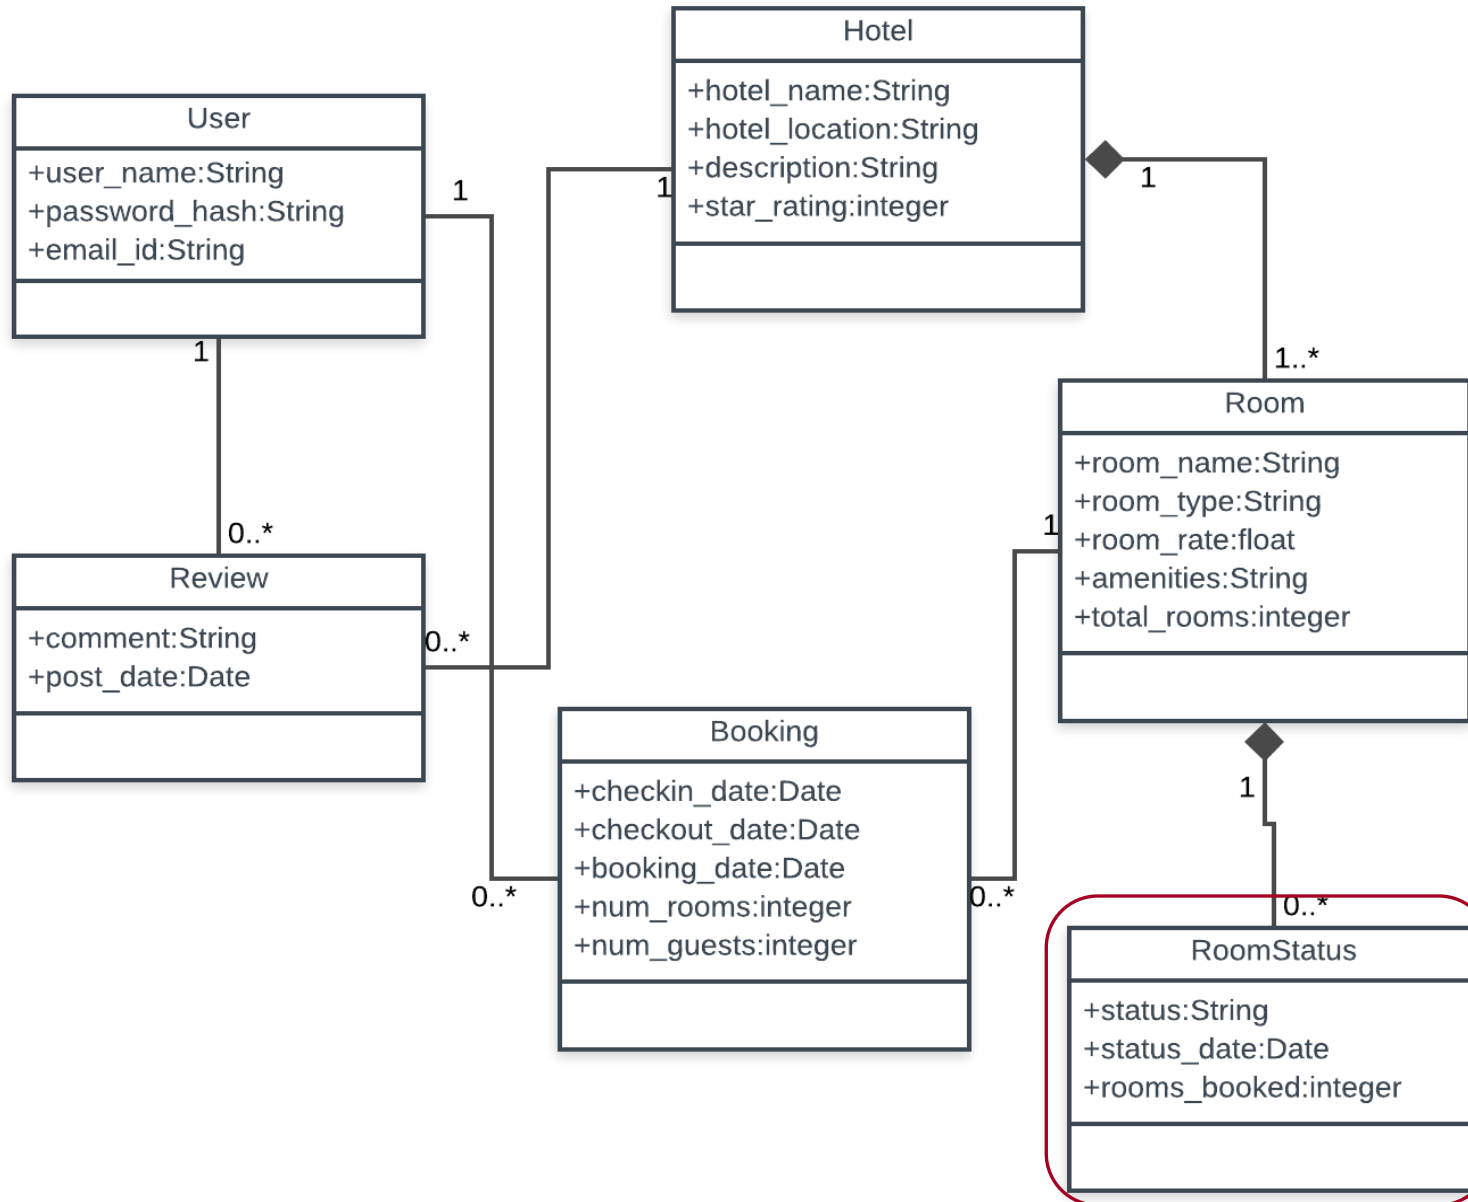 Hotel
+hotel_name:String
+hotel_location:String
+description:String
+star_rating:integer
1
1
User
+user_name:String
+password_hash:String
+email_id:String
1
1
0..*
Review
+comment:String
+post_date:Date
0..*
1..*
Room
+room_name:String
+room_type:String
+room_rate:float
+amenities:String
+total_rooms:integer
1
1
Booking
+checkin_date:Date
+checkout_date:Date
+booking_date:Date
+num_rooms:integer
+num_guests:integer
0..*
0..*
0..*
RoomStatus
+status:String
+status_date:Date
+rooms_booked:integer